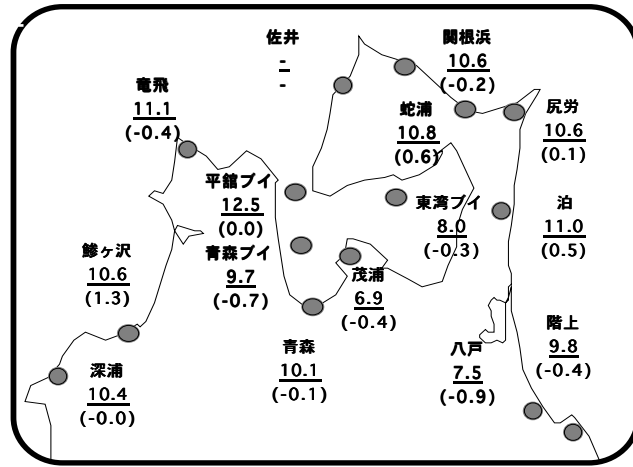 佐井
-
-
関根浜
10.6
(-0.2)
竜飛
11.1
(-0.4)
蛇浦
10.8
(0.6)
尻労
10.6
(0.1)
平舘ブイ
12.5
(0.0)
東湾ブイ
8.0
(-0.3)
泊
11.0
(0.5)
鰺ヶ沢
10.6
(1.3)
青森ブイ
9.7
(-0.7)
茂浦
6.9
(-0.4)
階上
9.8
(-0.4)
青森
10.1
(-0.1)
八戸
7.5
(-0.9)
深浦
10.4
(-0.0)